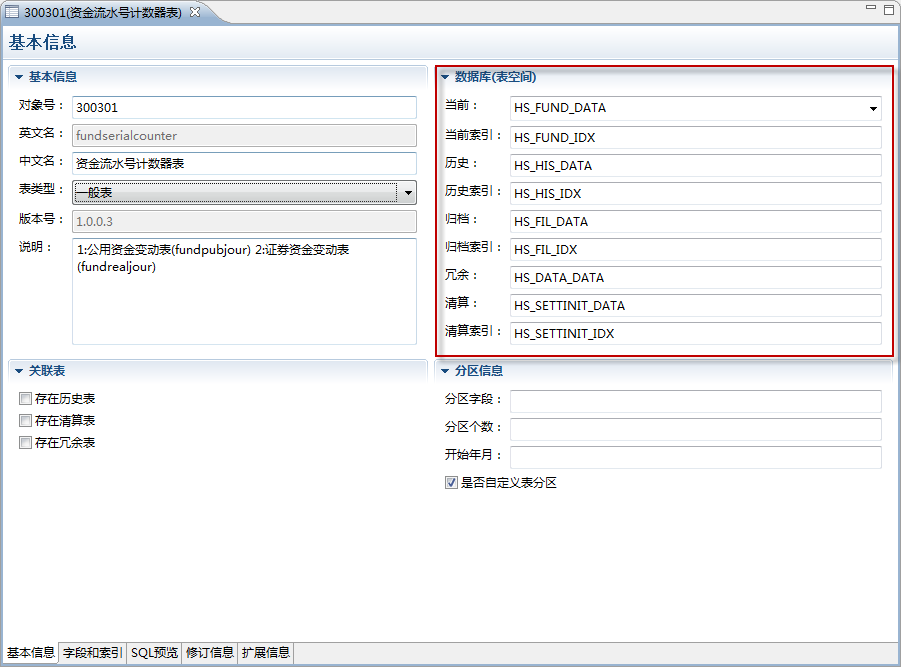 300301(资金流水号计数器表)
基本信息
基本信息
对象号：
300301
英文名：
fundserialcounter
中文名：
资金流水号计数器表
表类型：
一般表
版本号：
1.0.0.3
说明：
1:公用资金变动表(fundpubjour) 2:证券资金变动表
(fundrealjour)
数据库(表空间)
当前：
HS_FUND_DATA
当前索引：
HS_FUND_IDX
历史：
HS_HIS_DATA
历史索引：
HS_HIS_IDX
归档：
HS_FIL_DATA
归档索引：
HS_FIL_IDX
冗余：
HS_DATA_DATA
清算：
HS_SETTINIT_DATA
清算索引：
HS_SETTINIT_IDX
关联表
存在历史表
存在清算表
存在冗余表
分区信息
分区字段：
分区个数：
开始年月：
是否自定义表分区
基本信息 字段和索引 SQL预览 修订信息 扩展信息